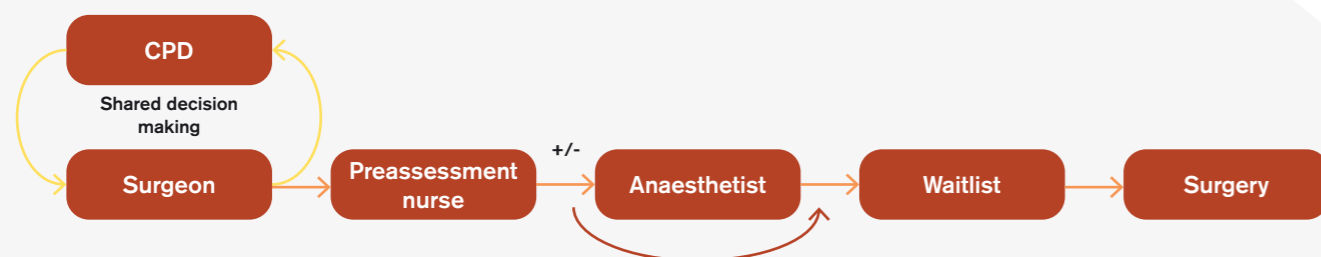 CPD
Shared decision
making
Surgeon
Preassessment
nurse
+/-
Anaesthetist
Waitlist
Surgery